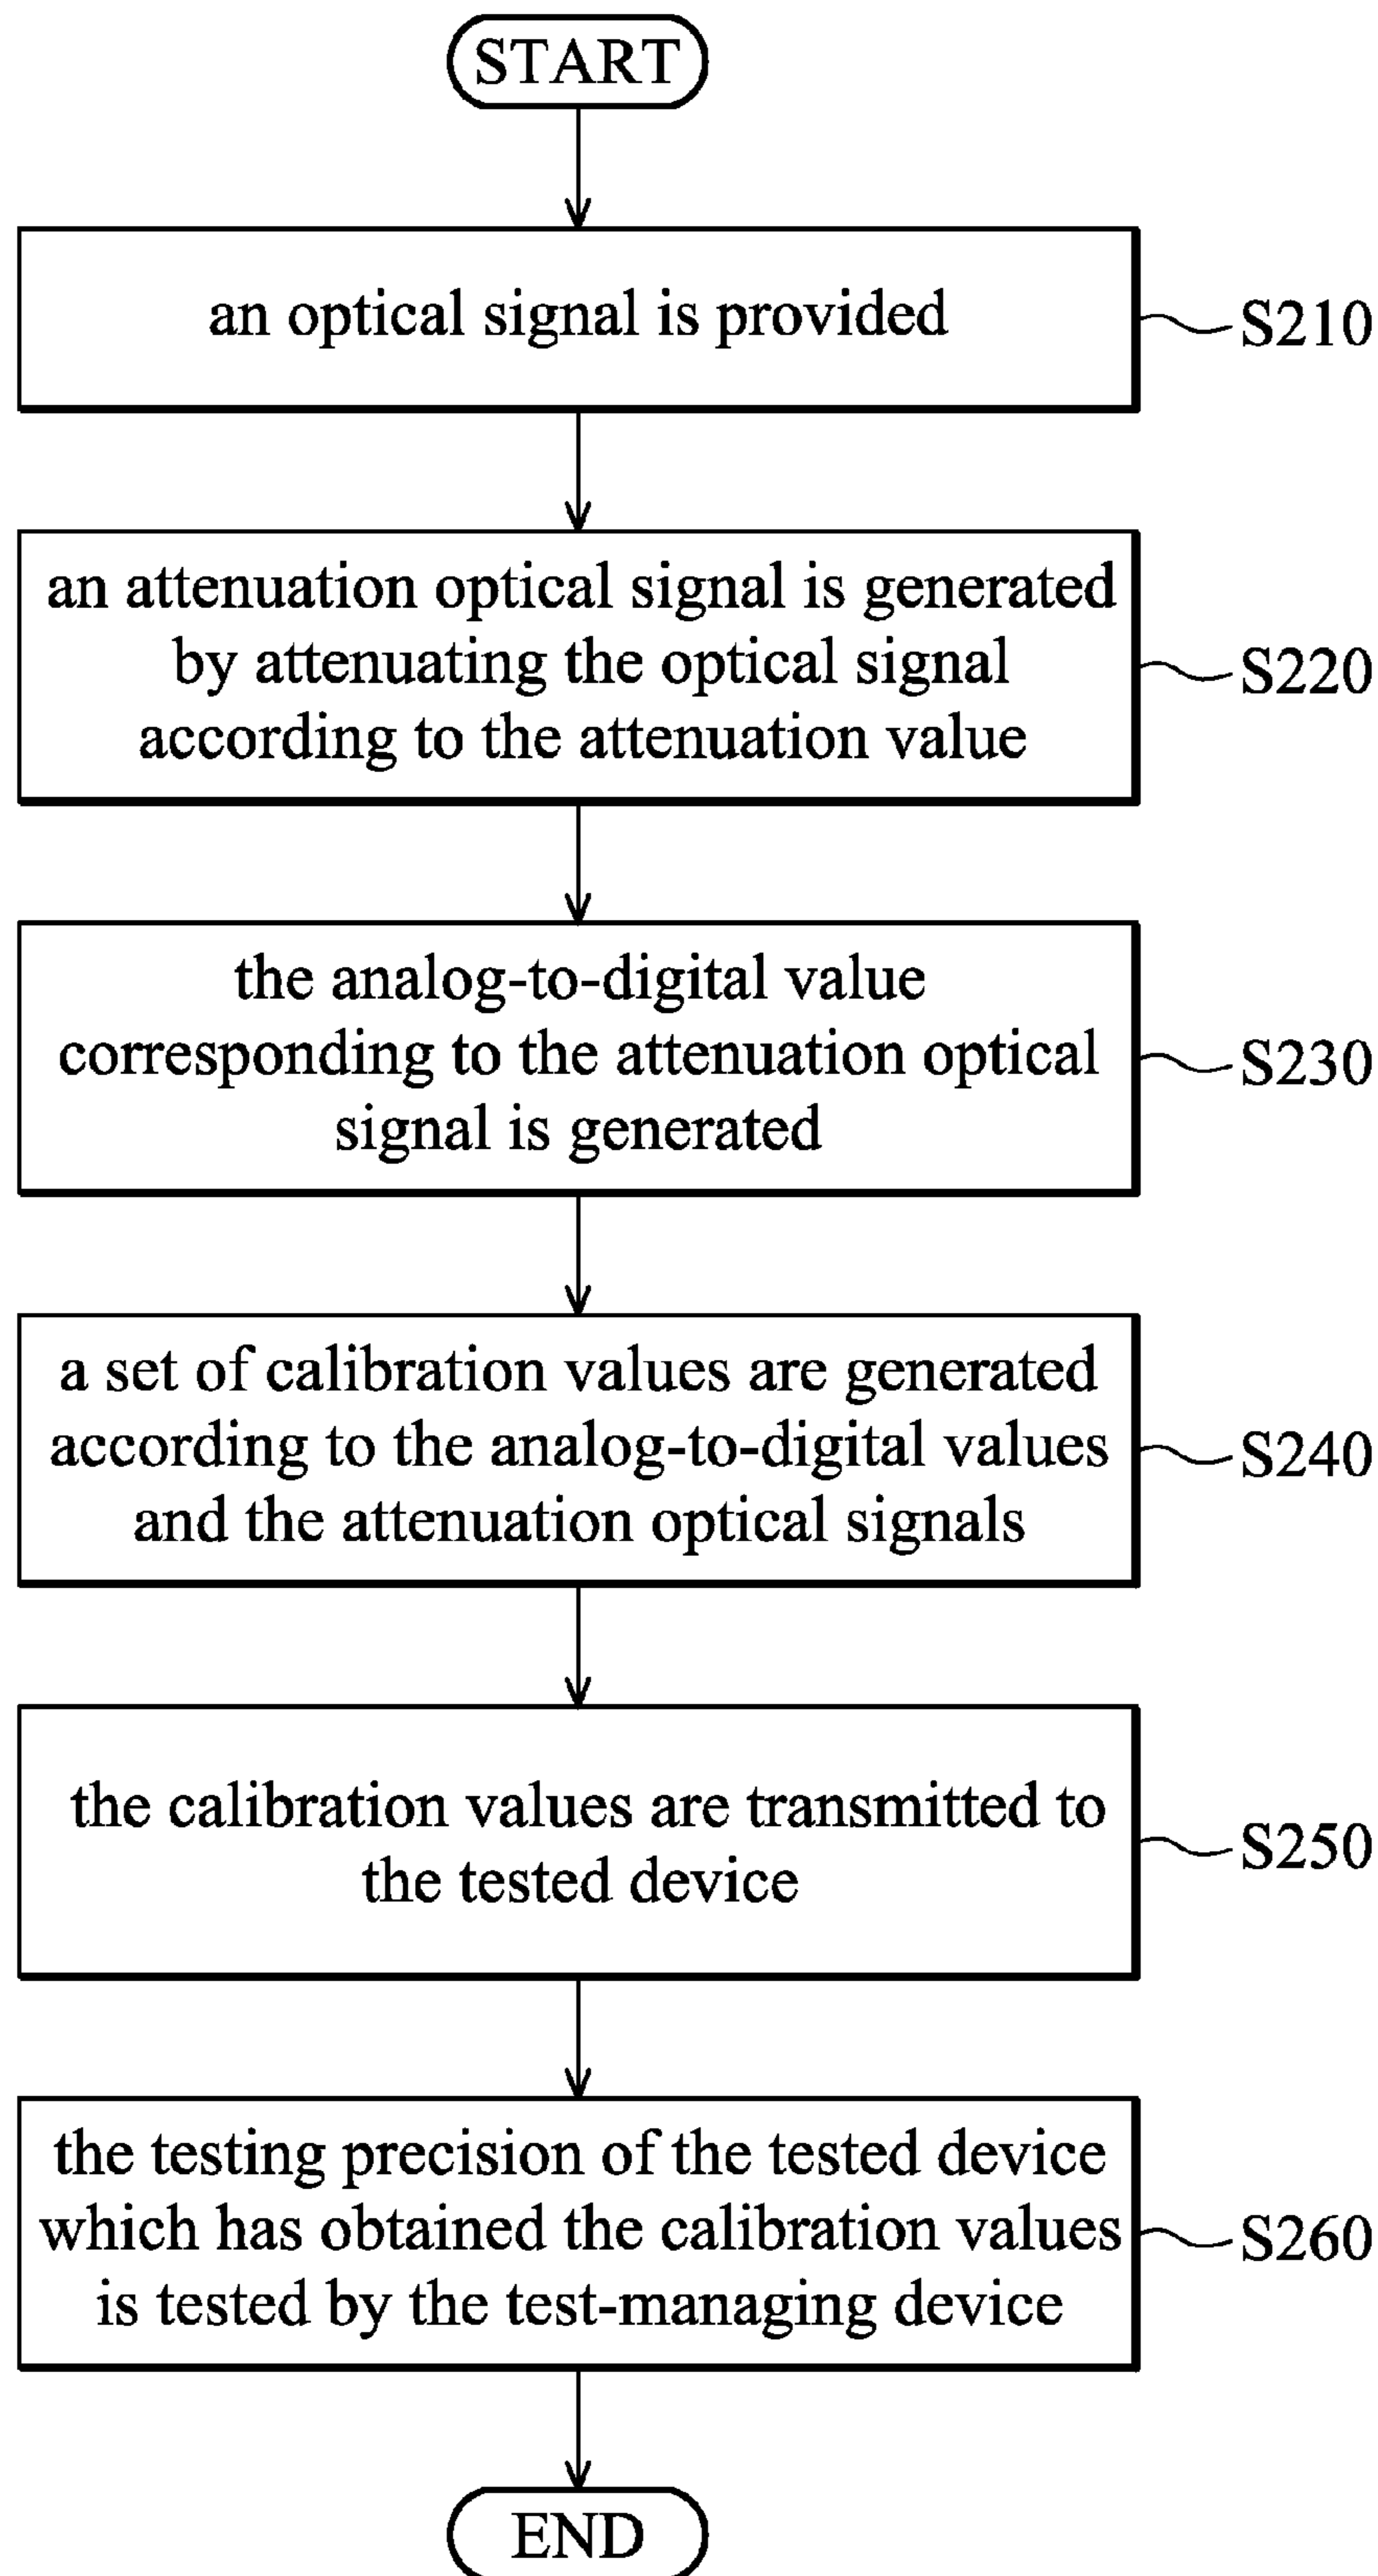 START
an optical signal is provided
S210
an attenuation optical signal is generated
by attenuating the optical signal
according to the attenuation value
S220
the analog-to-digital value
corresponding to the attenuation optical
signal is generated
S230
a set of calibration values are generated
according to the analog-to-digital values
and the attenuation optical signals
S240
the calibration values are transmitted to
the tested device
S250
the testing precision of the tested device
which has obtained the calibration values
is tested by the test-managing device
S260
END